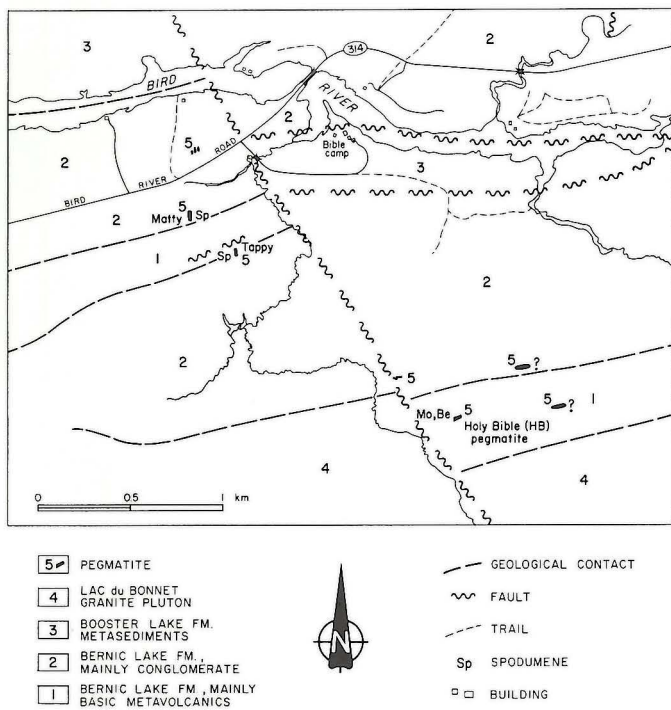 3
314
2
BIRD
RIVER
2
5
Bible
camp
ROAD
2
3
RIVER
BIRD
5
2
Matty Sp
1
Tappy
Sp
5
2
2
5 ?
5
5 ? 1
Mo,Be 5
Holy Bible (HB)
pegmatite
4
4
0 0.5 1
km
5 PEGMATITE
4 LAC du BONNET
GRANITE PLUTON
3 BOOSTER LAKE FM.
METASEDIMENTS
2 BERNIC LAKE FM.,
MAINLY CONGLOMERATE
1 BERNIC LAKE FM., MAINLY
BASIC METAVOLCANICS
N
GEOLOGICAL CONTACT
FAULT
TRAIL
Sp SPODUMENE
BUILDING